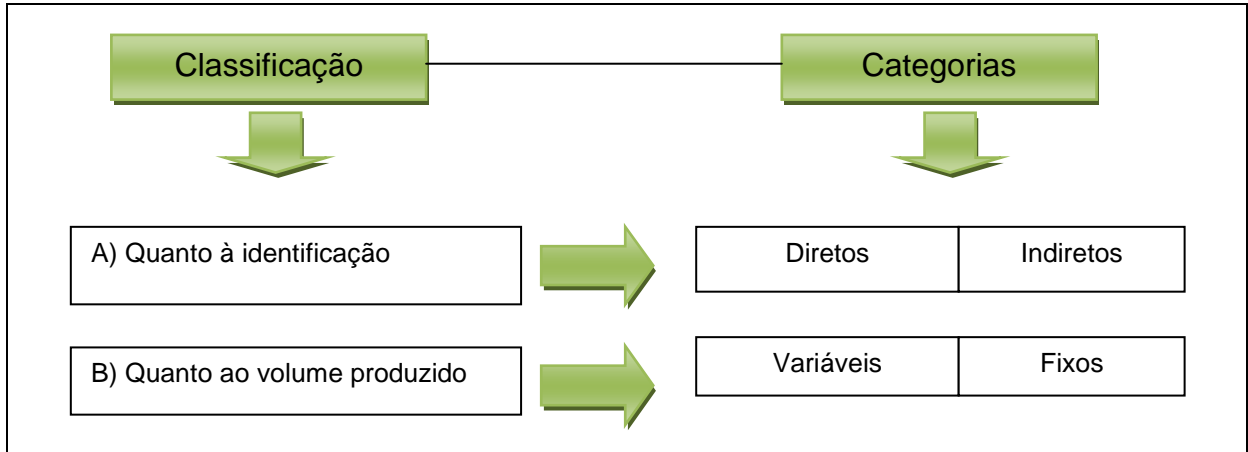 Classificação
Categorias
A) Quanto à identificação
Diretos
Indiretos
B) Quanto ao volume produzido
Variáveis
Fixos